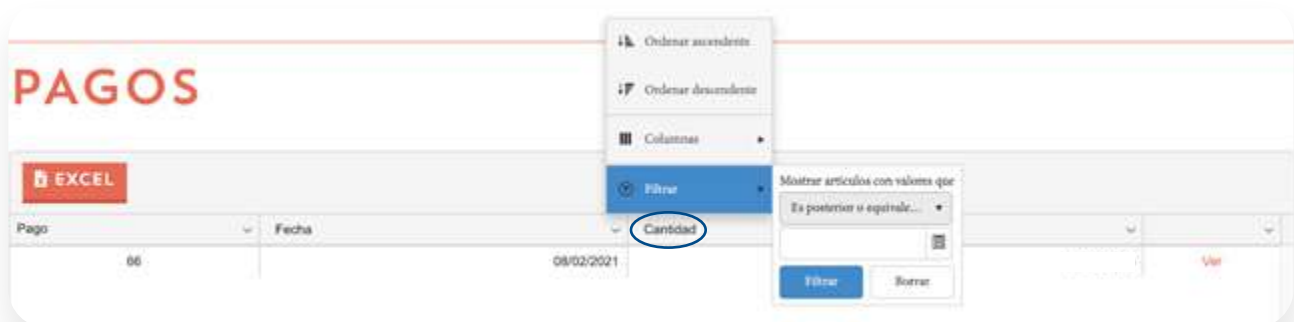 Ordenar ascendente
PAGOS
Ordenar descendente
Columnas
EXCEL
Filtrar
Mostrar artículos con valores que
Es posterior o equivale...
Pago
Fecha
Cantidad
66
08/02/2021
Ver
Filtrar
Borrar